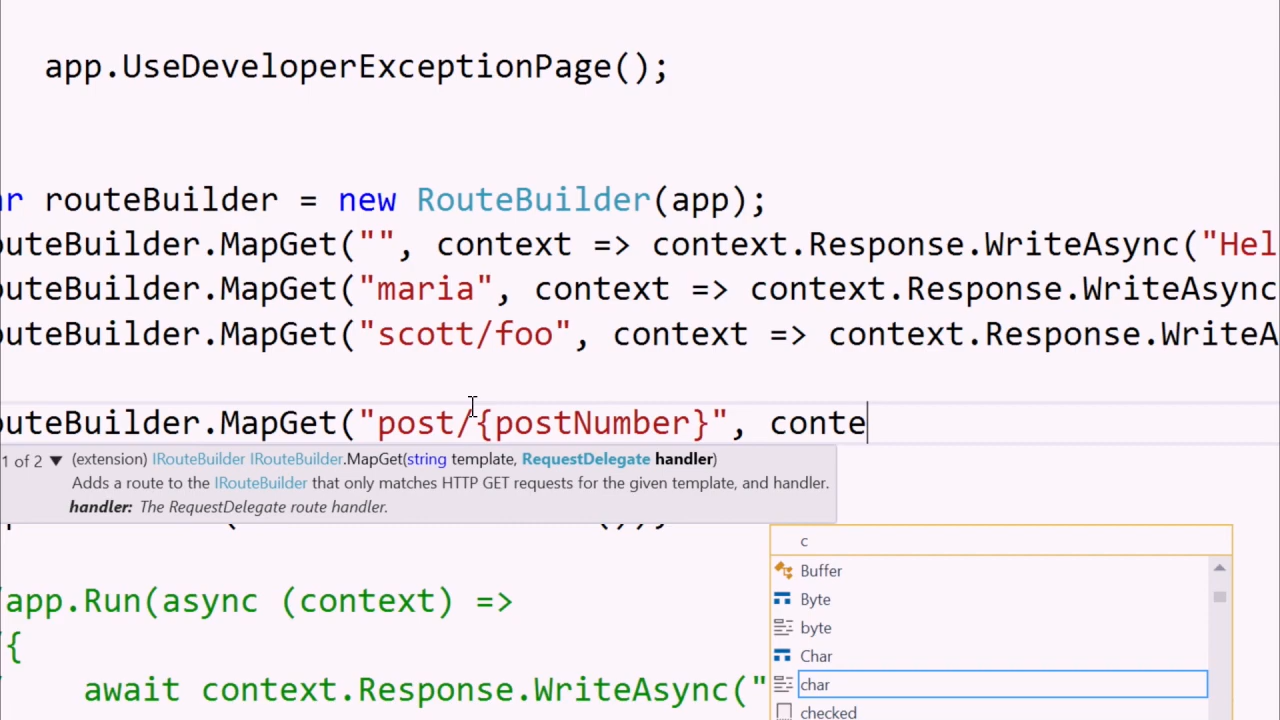 app.UseDeveloperExceptionPage();
ar routeBuilder = new RouteBuilder(app);
outeBuilder.MapGet("", context => context.Response.WriteAsync("Hel
outeBuilder.MapGet("maria", context => context.Response.WriteAsync
outeBuilder.MapGet("scott/foo", context => context.Response.WriteA
outeBuilder.MapGet("post/{postNumber}", conte
1 of 2 ▼ (extension) IRouteBuilder IRouteBuilder.MapGet(string template, RequestDelegate handler)
Adds a route to the IRouteBuilder that only matches HTTP GET requests for the given template, and handler.
handler: The RequestDelegate route handler.
c
Buffer
Byte
byte
Char
char
checked
/app.Run(async (context) =>
/{
/ await context.Response.WriteAsync("